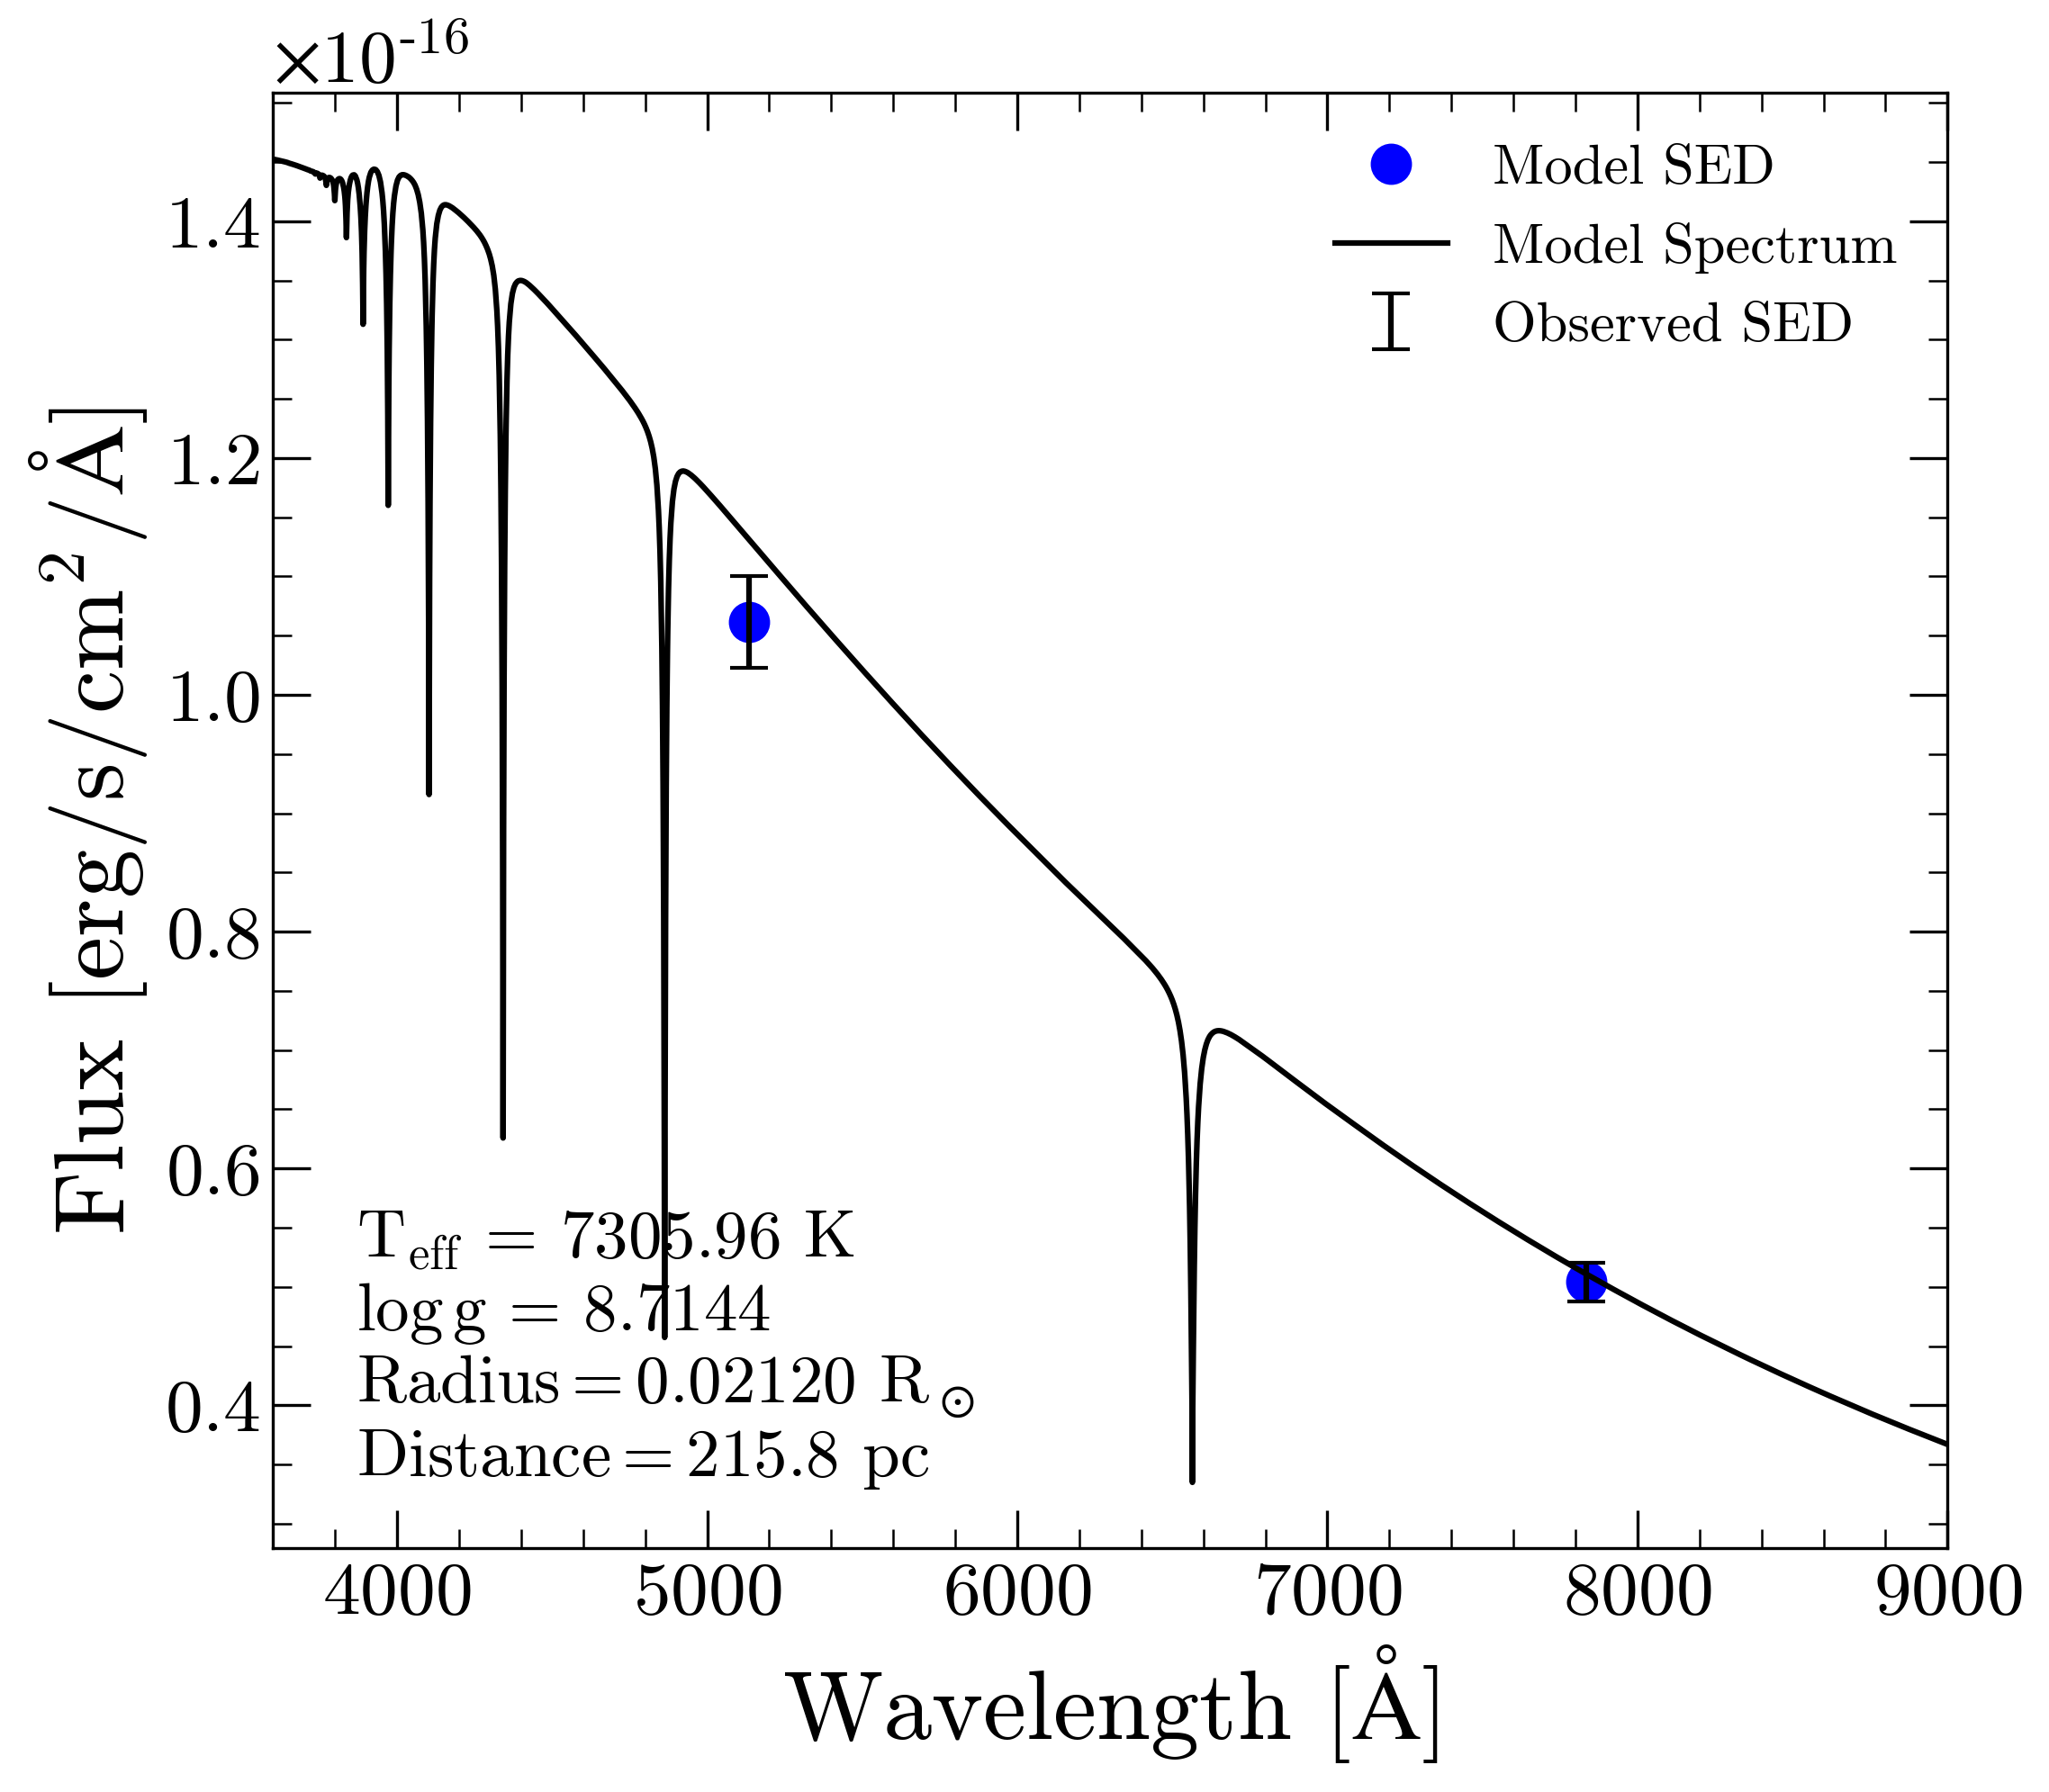 ×10^-16
Model SED
Model Spectrum
Observed SED
1.4
1.2
1.0
0.8
0.6
0.4
Flux [erg/s/cm²/Å]
T_eff = 7305.96 K
log g = 8.7144
Radius = 0.02120 R_⊙
Distance = 215.8 pc
4000 5000 6000 7000 8000 9000
Wavelength [Å]